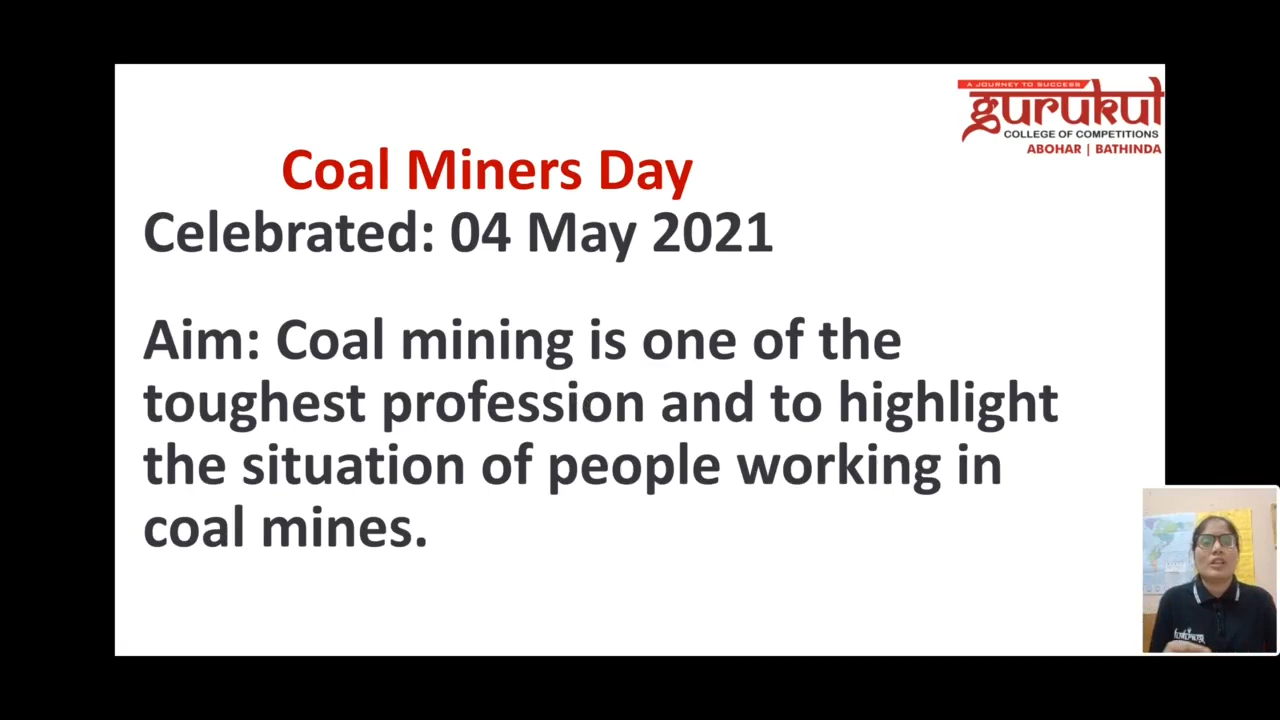 A JOURNEY TO SUCCESS
gurukul
COLLEGE OF COMPETITIONS
ABOHAR | BATHINDA
Coal Miners Day
Celebrated: 04 May 2021
Aim: Coal mining is one of the
toughest profession and to highlight
the situation of people working in
coal mines.